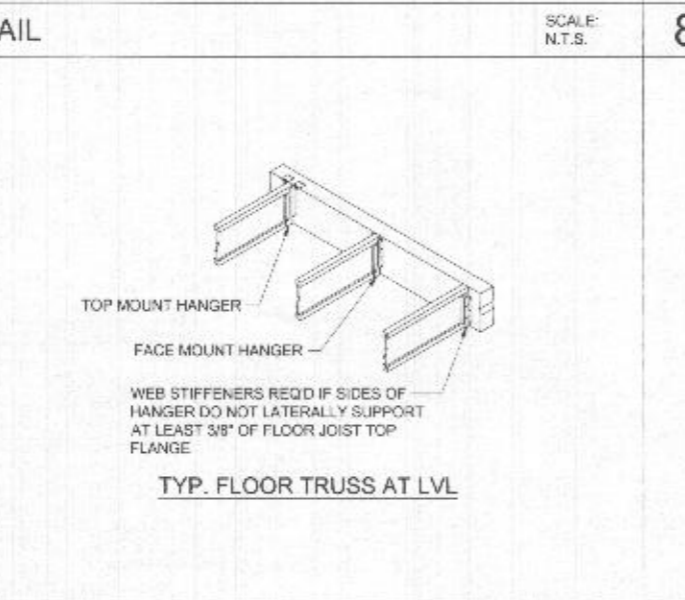 AIL
SCALE:
N.T.S.
8
TOP MOUNT HANGER
FACE MOUNT HANGER
WEB STIFFENERS REQ'D IF SIDES OF
HANGER DO NOT LATERALLY SUPPORT
AT LEAST 3/8" OF FLOOR JOIST TOP
FLANGE
TYP. FLOOR TRUSS AT LVL